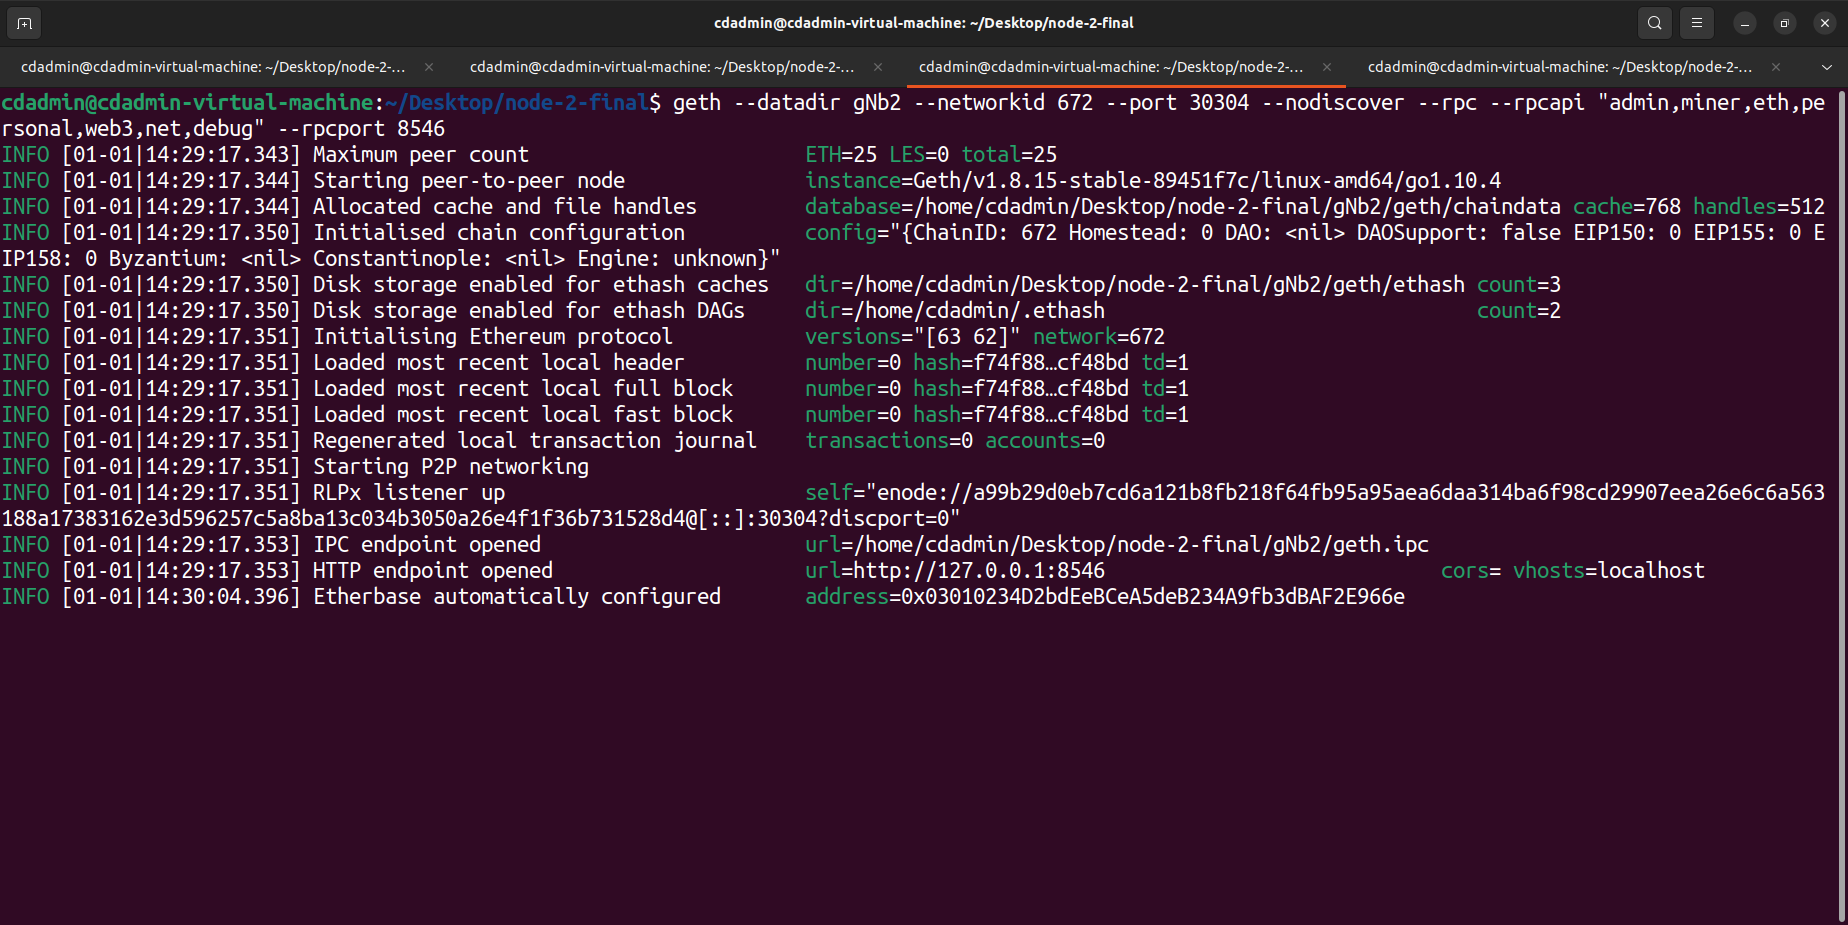 cdadmin@cdadmin-virtual-machine: ~/Desktop/node-2-final
cdadmin@cdadmin-virtual-machine: ~/Desktop/node-2-... × cdadmin@cdadmin-virtual-machine: ~/Desktop/node-2-... × cdadmin@cdadmin-virtual-machine: ~/Desktop/node-2-... × cdadmin@cdadmin-virtual-machine: ~/Desktop/node-2-... ×
cdadmin@cdadmin-virtual-machine:~/Desktop/node-2-final$ geth --datadir gNb2 --networkid 672 --port 30304 --nodiscover --rpc --rpcapi "admin,miner,eth,pe
rsonal,web3,net,debug" --rpcport 8546
INFO [01-01|14:29:17.343] Maximum peer count ETH=25 LES=0 total=25
INFO [01-01|14:29:17.344] Starting peer-to-peer node instance=Geth/v1.8.15-stable-89451f7c/linux-amd64/go1.10.4
INFO [01-01|14:29:17.344] Allocated cache and file handles database=/home/cdadmin/Desktop/node-2-final/gNb2/geth/chaindata cache=768 handles=512
INFO [01-01|14:29:17.350] Initialised chain configuration config="{ChainID: 672 Homestead: 0 DAO: <nil> DAOSupport: false EIP150: 0 EIP155: 0 E
IP158: 0 Byzantium: <nil> Constantinople: <nil> Engine: unknown}"
INFO [01-01|14:29:17.350] Disk storage enabled for ethash caches dir=/home/cdadmin/Desktop/node-2-final/gNb2/geth/ethash count=3
INFO [01-01|14:29:17.350] Disk storage enabled for ethash DAGs dir=/home/cdadmin/.ethash count=2
INFO [01-01|14:29:17.351] Initialising Ethereum protocol versions="[63 62]" network=672
INFO [01-01|14:29:17.351] Loaded most recent local header number=0 hash=f74f88…cf48bd td=1
INFO [01-01|14:29:17.351] Loaded most recent local full block number=0 hash=f74f88…cf48bd td=1
INFO [01-01|14:29:17.351] Loaded most recent local fast block number=0 hash=f74f88…cf48bd td=1
INFO [01-01|14:29:17.351] Regenerated local transaction journal transactions=0 accounts=0
INFO [01-01|14:29:17.351] Starting P2P networking
INFO [01-01|14:29:17.351] RLPx listener up self="enode://a99b29d0eb7cd6a121b8fb218f64fb95a95aea6daa314ba6f98cd29907eea26e6c6a563
188a17383162e3d596257c5a8ba13c034b3050a26e4f1f36b731528d4@[::]:30304?discport=0"
INFO [01-01|14:29:17.353] IPC endpoint opened url=/home/cdadmin/Desktop/node-2-final/gNb2/geth.ipc
INFO [01-01|14:29:17.353] HTTP endpoint opened url=http://127.0.0.1:8546 cors= vhosts=localhost
INFO [01-01|14:30:04.396] Etherbase automatically configured address=0x03010234D2bdEeBCeA5deB234A9fb3dBAF2E966e